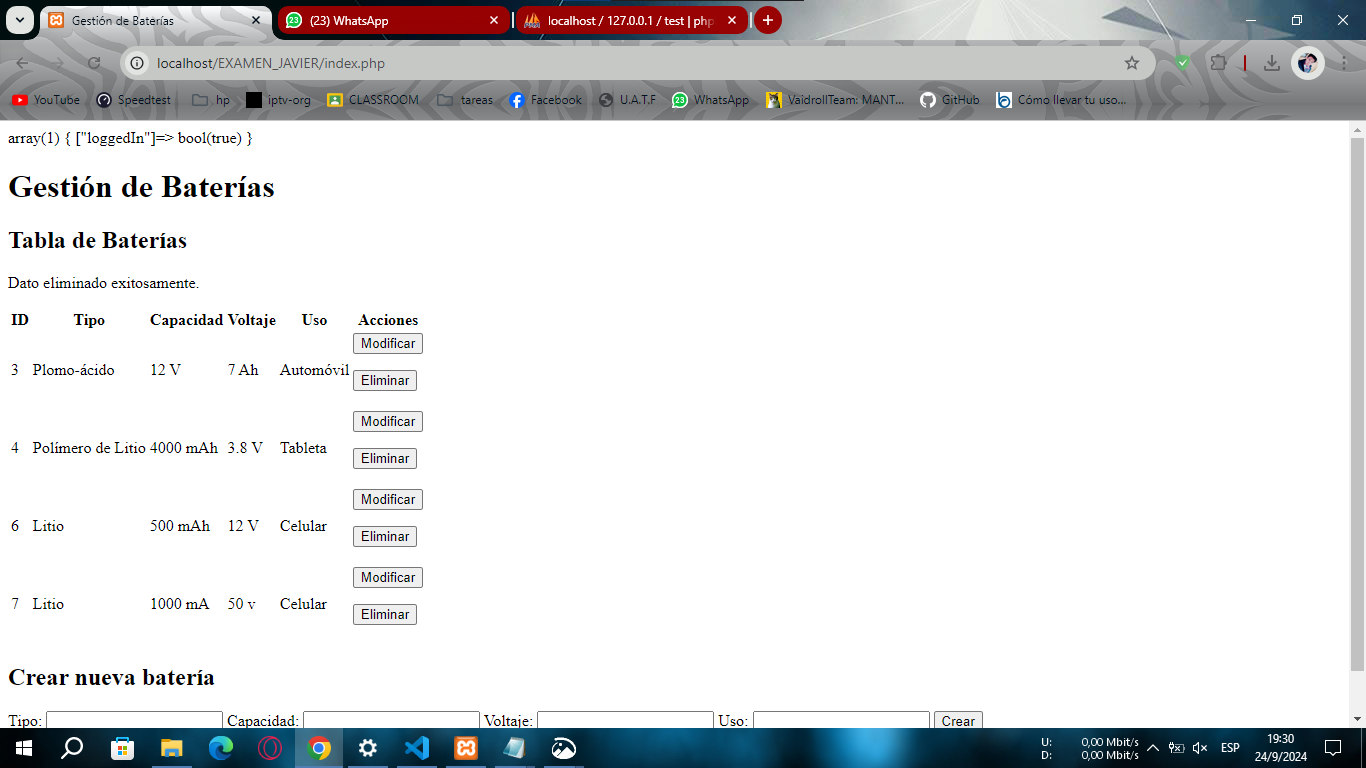 Gestión de Baterías
(23) WhatsApp
localhost / 127.0.0.1 / test | php
localhost/EXAMEN_JAVIER/index.php
YouTube
Speedtest
hp
iptv-org
CLASSROOM
tareas
Facebook
U.A.T.F
23 WhatsApp
VaidrollTeam: MANT...
GitHub
Cómo llevar tu uso...
array(1) { ["loggedIn"]=> bool(true) }
Gestión de Baterías
Tabla de Baterías
Dato eliminado exitosamente.
ID Tipo Capacidad Voltaje Uso Acciones
Modificar
3 Plomo-ácido 12 V 7 Ah Automóvil
Eliminar
Modificar
4 Polímero de Litio 4000 mAh 3.8 V Tableta
Eliminar
Modificar
6 Litio 500 mAh 12 V Celular
Eliminar
Modificar
7 Litio 1000 mA 50 v Celular
Eliminar
Crear nueva batería
Tipo: Capacidad: Voltaje: Uso: Crear
U: 0,00 Mbit/s
D: 0,00 Mbit/s
ESP
19:30
24/9/2024